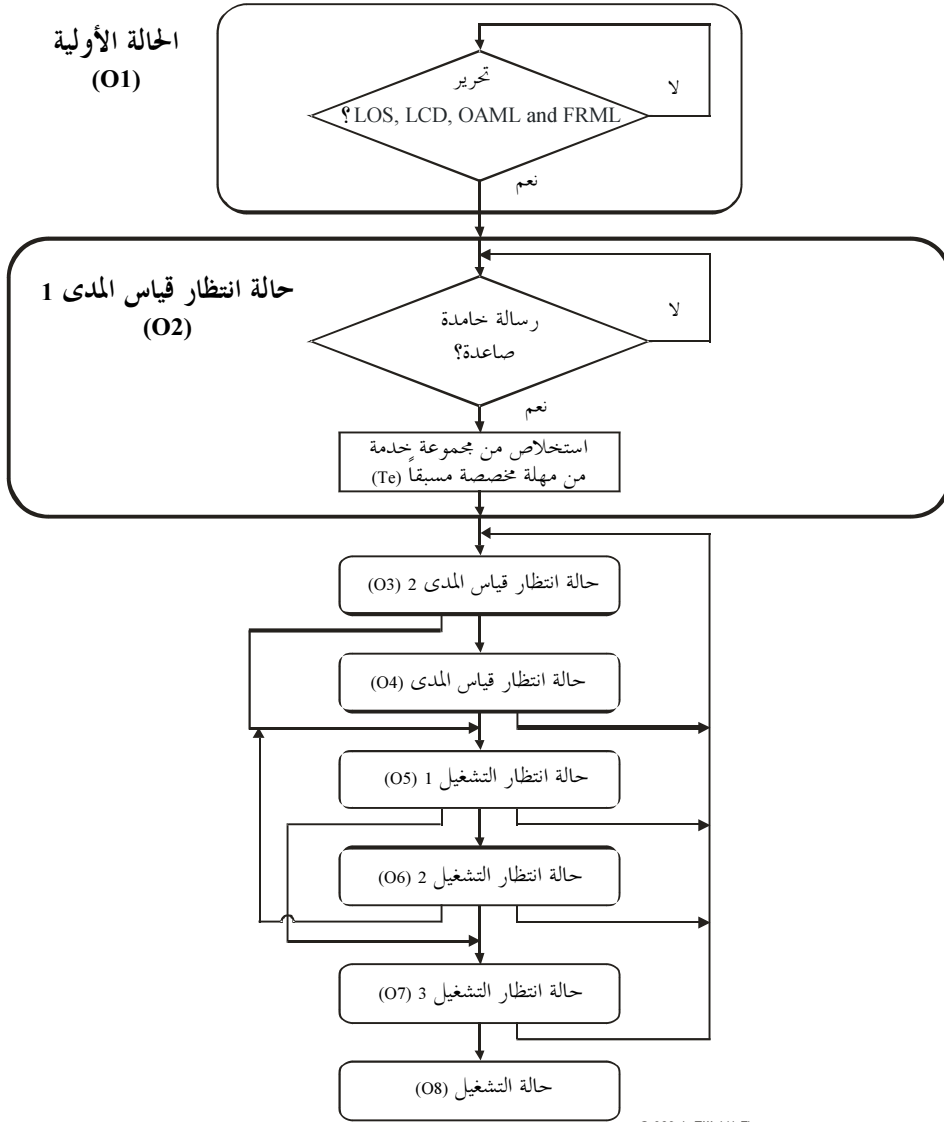 الحالة الأولية
(O1)
تحرير
LOS, LCD, OAML and FRML؟
لا
نعم
حالة انتظار قياس المدى 1
(O2)
رسالة خامدة
صاعدة؟
لا
نعم
استخلاص من مجموعة خدمة
من مهلة مخصصة مسبقاً (Te)
حالة انتظار قياس المدى 2 (O3)
حالة انتظار قياس المدى (O4)
حالة انتظار التشغيل 1 (O5)
حالة انتظار التشغيل 2 (O6)
حالة انتظار التشغيل 3 (O7)
حالة التشغيل (O8)